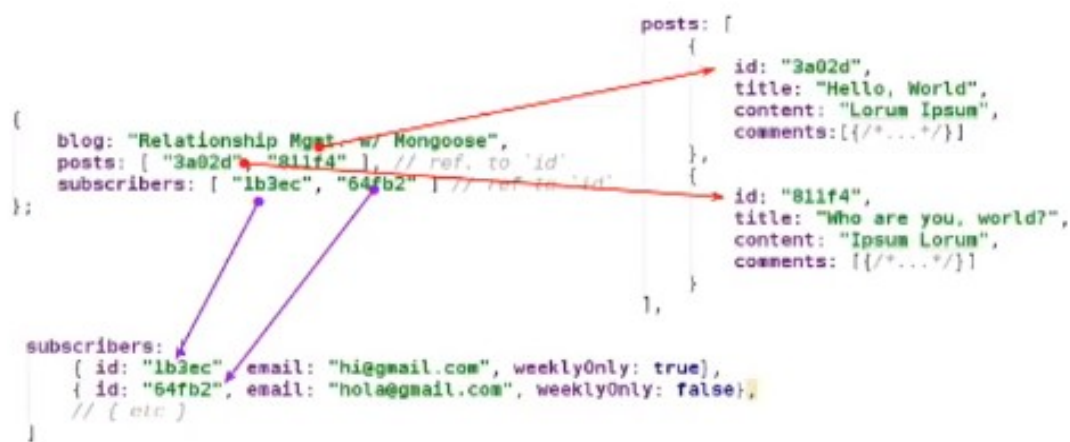 {
blog: "Relationship Mgmt w/ Mongoose",
posts: [ "3a02d", "811f4" ], // ref. to `id`
subscribers: [ "1b3ec", "64fb2" ] // ref to `id`
};
posts: [
{
id: "3a02d",
title: "Hello, World",
content: "Lorum Ipsum",
comments:[{/*...*/}]
},
{
id: "811f4",
title: "Who are you, world?",
content: "Ipsum Lorum",
comments: [{/*...*/}]
}
],
subscribers:
{ id: "1b3ec", email: "hi@gmail.com", weeklyOnly: true},
{ id: "64fb2", email: "hola@gmail.com", weeklyOnly: false},
// { etc }
]